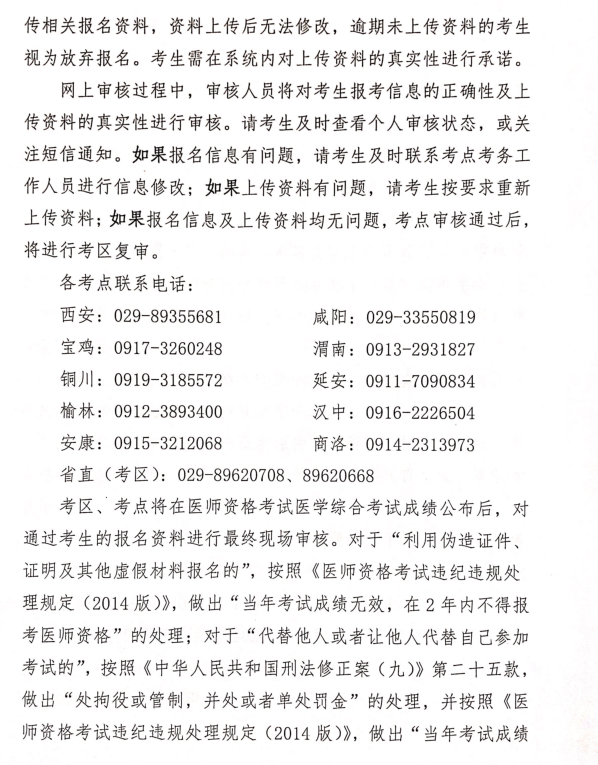 传相关报名资料，资料上传后无法修改，逾期未上传资料的考生
视为放弃报名。考生需在系统内对上传资料的真实性进行承诺。
网上审核过程中，审核人员将对考生报考信息的正确性及上
传资料的真实性进行审核。请考生及时查看个人审核状态，或关
注短信通知。如果报名信息有问题，请考生及时联系考点考务工
作人员进行信息修改；如果上传资料有问题，请考生按要求重新
上传资料；如果报名信息及上传资料均无问题，考点审核通过后，
将进行考区复审。
各考点联系电话：
西安：029-89355681 咸阳：029-33550819
宝鸡：0917-3260248 渭南：0913-2931827
铜川：0919-3185572 延安：0911-7090834
榆林：0912-3893400 汉中：0916-2226504
安康：0915-3212068 商洛：0914-2313973
省直（考区）：029-89620708、89620668
考区、考点将在医师资格考试医学综合考试成绩公布后，对
通过考生的报名资料进行最终现场审核。对于“利用伪造证件、
证明及其他虚假材料报名的”，按照《医师资格考试违纪违规处
理规定（2014版）》，做出“当年考试成绩无效，在2年内不得报
考医师资格”的处理；对于“代替他人或者让他人代替自己参加
考试的”，按照《中华人民共和国刑法修正案（九）》第二十五款，
做出“处拘役或管制，并处或者单处罚金”的处理，并按照《医
师资格考试违纪违规处理规定（2014版）》，做出“当年考试成绩